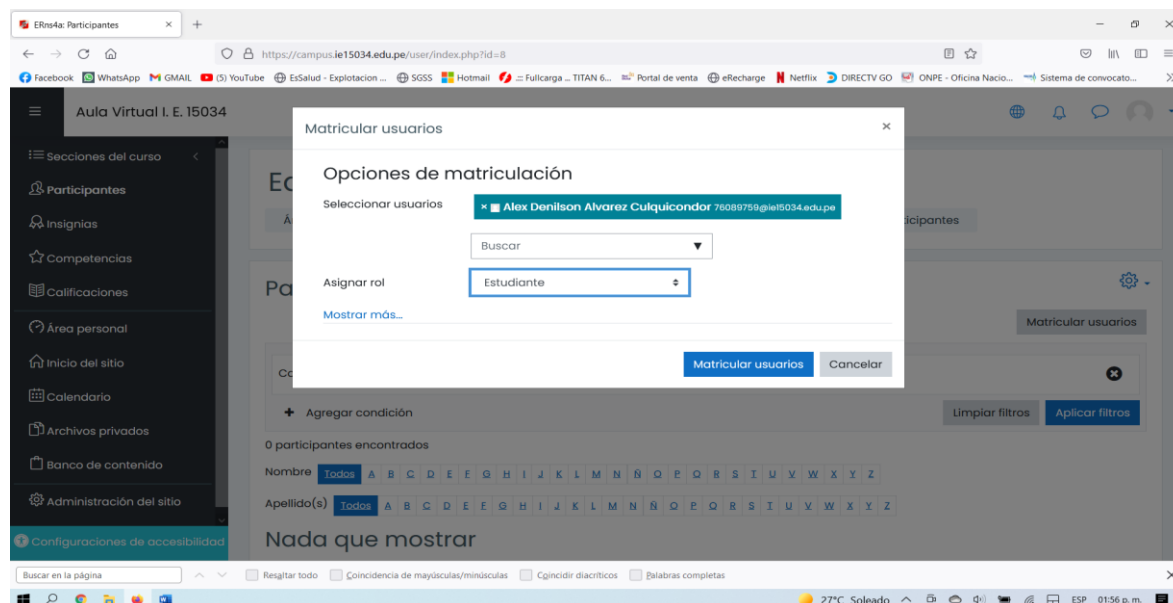 ERns4a: Participantes
https://campus.ie15034.edu.pe/user/index.php?id=8
Facebook WhatsApp GMAIL (5) YouTube EsSalud - Explotacion ... SGSS Hotmail .:: Fullcarga ... TITAN 6... Portal de venta eRecharge Netflix DIRECTV GO ONPE - Oficina Nacio... Sistema de convocato...
Aula Virtual I. E. 15034
Matricular usuarios ×
Secciones del curso
Participantes
Insignias
Competencias
Calificaciones
Área personal
Inicio del sitio
Calendario
Archivos privados
Banco de contenido
Administración del sitio
Configuraciones de accesibilidad
Opciones de matriculación
Seleccionar usuarios
× Alex Denilson Alvarez Culquicondor 76089759@ie15034.edu.pe
Buscar ▼
Asignar rol Estudiante
Mostrar más...
Matricular usuarios Cancelar
Ec
Á
icipantes
Pa
Matricular usuarios
Co
+ Agregar condición
Limpiar filtros Aplicar filtros
0 participantes encontrados
Nombre Todos A B C D E F G H I J K L M N Ñ O P Q R S T U V W X Y Z
Apellido(s) Todos A B C D E F G H I J K L M N Ñ O P Q R S T U V W X Y Z
Nada que mostrar
Buscar en la página Resaltar todo Coincidencia de mayúsculas/minúsculas Coincidir diacríticos Palabras completas
27°C Soleado ESP 01:56 p. m.